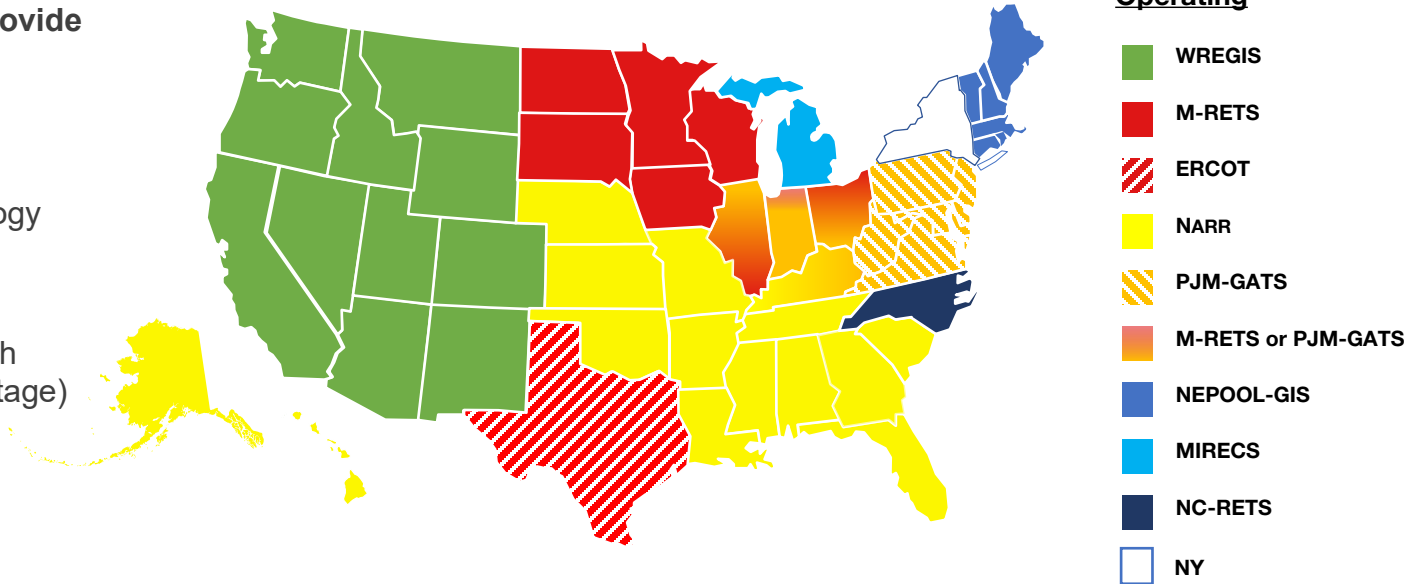 ovide
ogy
h
tage)
Operating
WREGIS
M-RETS
ERCOT
NARR
PJM-GATS
M-RETS or PJM-GATS
NEPOOL-GIS
MIRECS
NC-RETS
NY